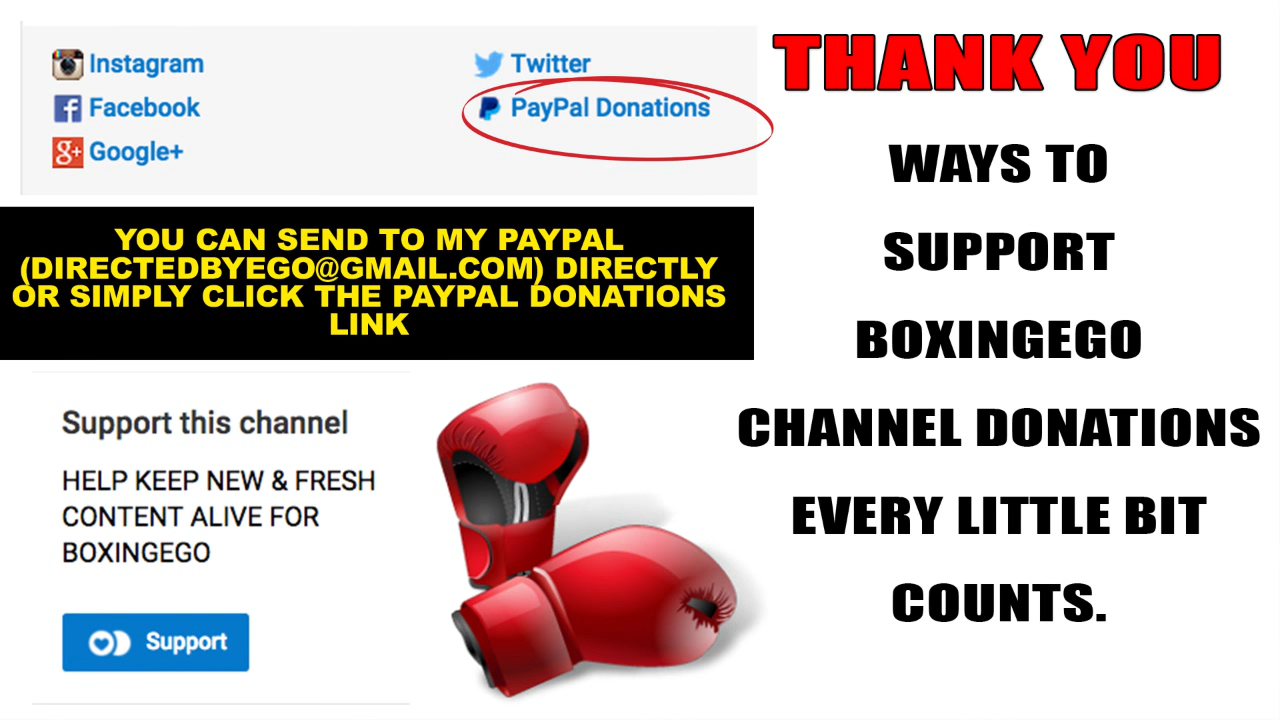 Instagram
Twitter
Facebook
PayPal Donations
Google+
YOU CAN SEND TO MY PAYPAL
(DIRECTEDBYEGO@GMAIL.COM) DIRECTLY
OR SIMPLY CLICK THE PAYPAL DONATIONS
LINK
Support this channel
HELP KEEP NEW & FRESH
CONTENT ALIVE FOR
BOXINGEGO
Support
THANK YOU
WAYS TO
SUPPORT
BOXINGEGO
CHANNEL DONATIONS
EVERY LITTLE BIT
COUNTS.